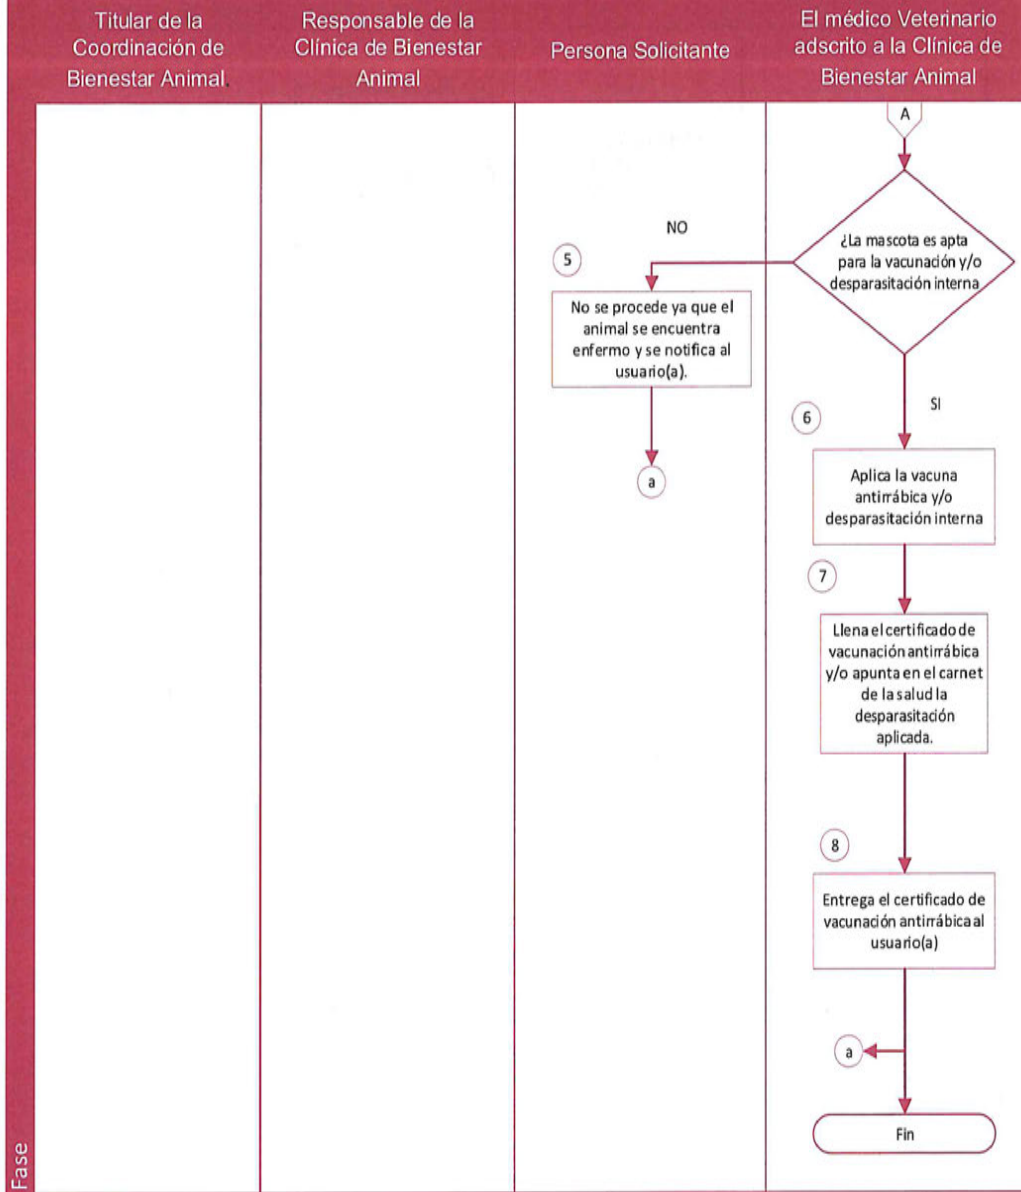 Titular de la
Coordinación de
Bienestar Animal.
Responsable de la
Clínica de Bienestar
Animal
Persona Solicitante
El médico Veterinario
adscrito a la Clínica de
Bienestar Animal
A
¿La mascota es apta
para la vacunación y/o
desparasitación interna
NO
5
No se procede ya que el
animal se encuentra
enfermo y se notifica al
usuario(a).
a
SI
6
Aplica la vacuna
antirrábica y/o
desparasitación interna
7
Llena el certificado de
vacunación antirrábica
y/o apunta en el carnet
de la salud la
desparasitación
aplicada.
8
Entrega el certificado de
vacunación antirrábica al
usuario(a)
a
Fin
Fase